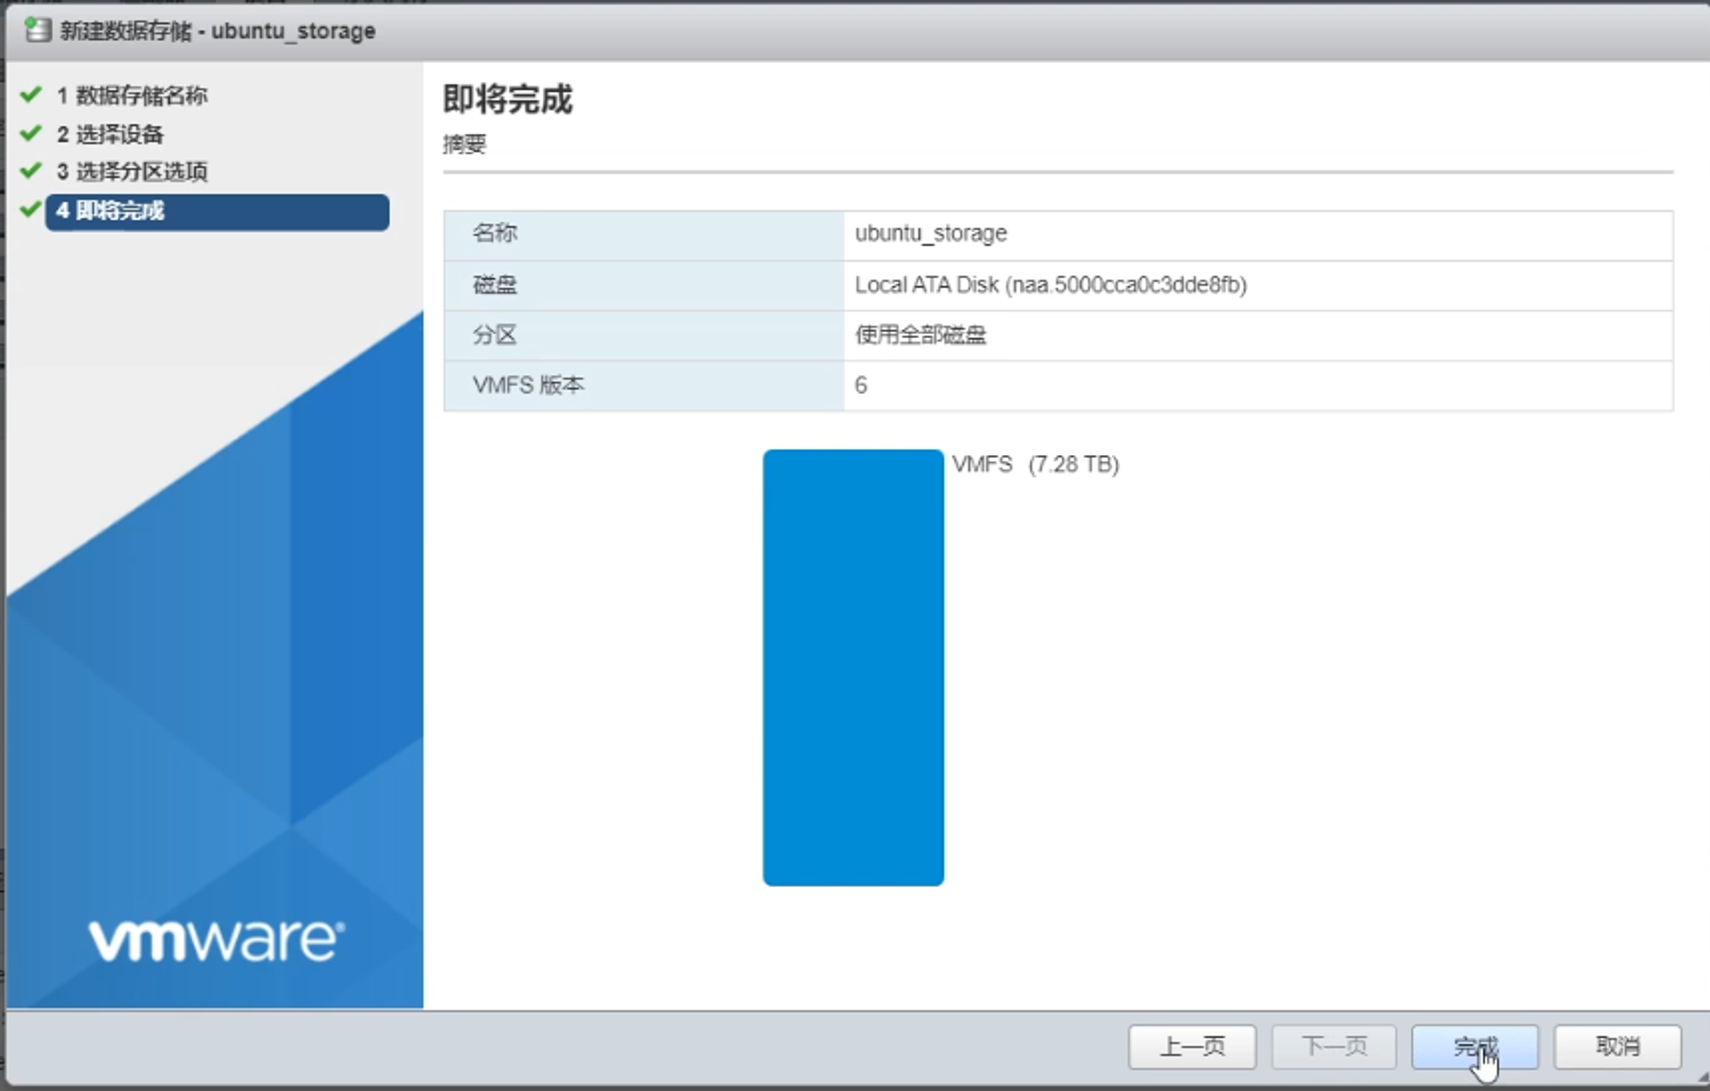 新建数据存储 - ubuntu_storage
1 数据存储名称
2 选择设备
3 选择分区选项
4 即将完成
即将完成
摘要
名称 ubuntu_storage
磁盘 Local ATA Disk (naa.5000cca0c3dde8fb)
分区 使用全部磁盘
VMFS 版本 6
VMFS (7.28 TB)
vmware®
上一页 下一页 完成 取消